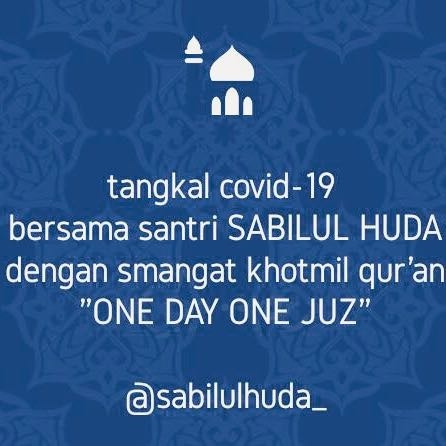 tangkal covid-19
bersama santri SABILUL HUDA
dengan smangat khotmil qur'an
"ONE DAY ONE JUZ"
@sabilulhuda_